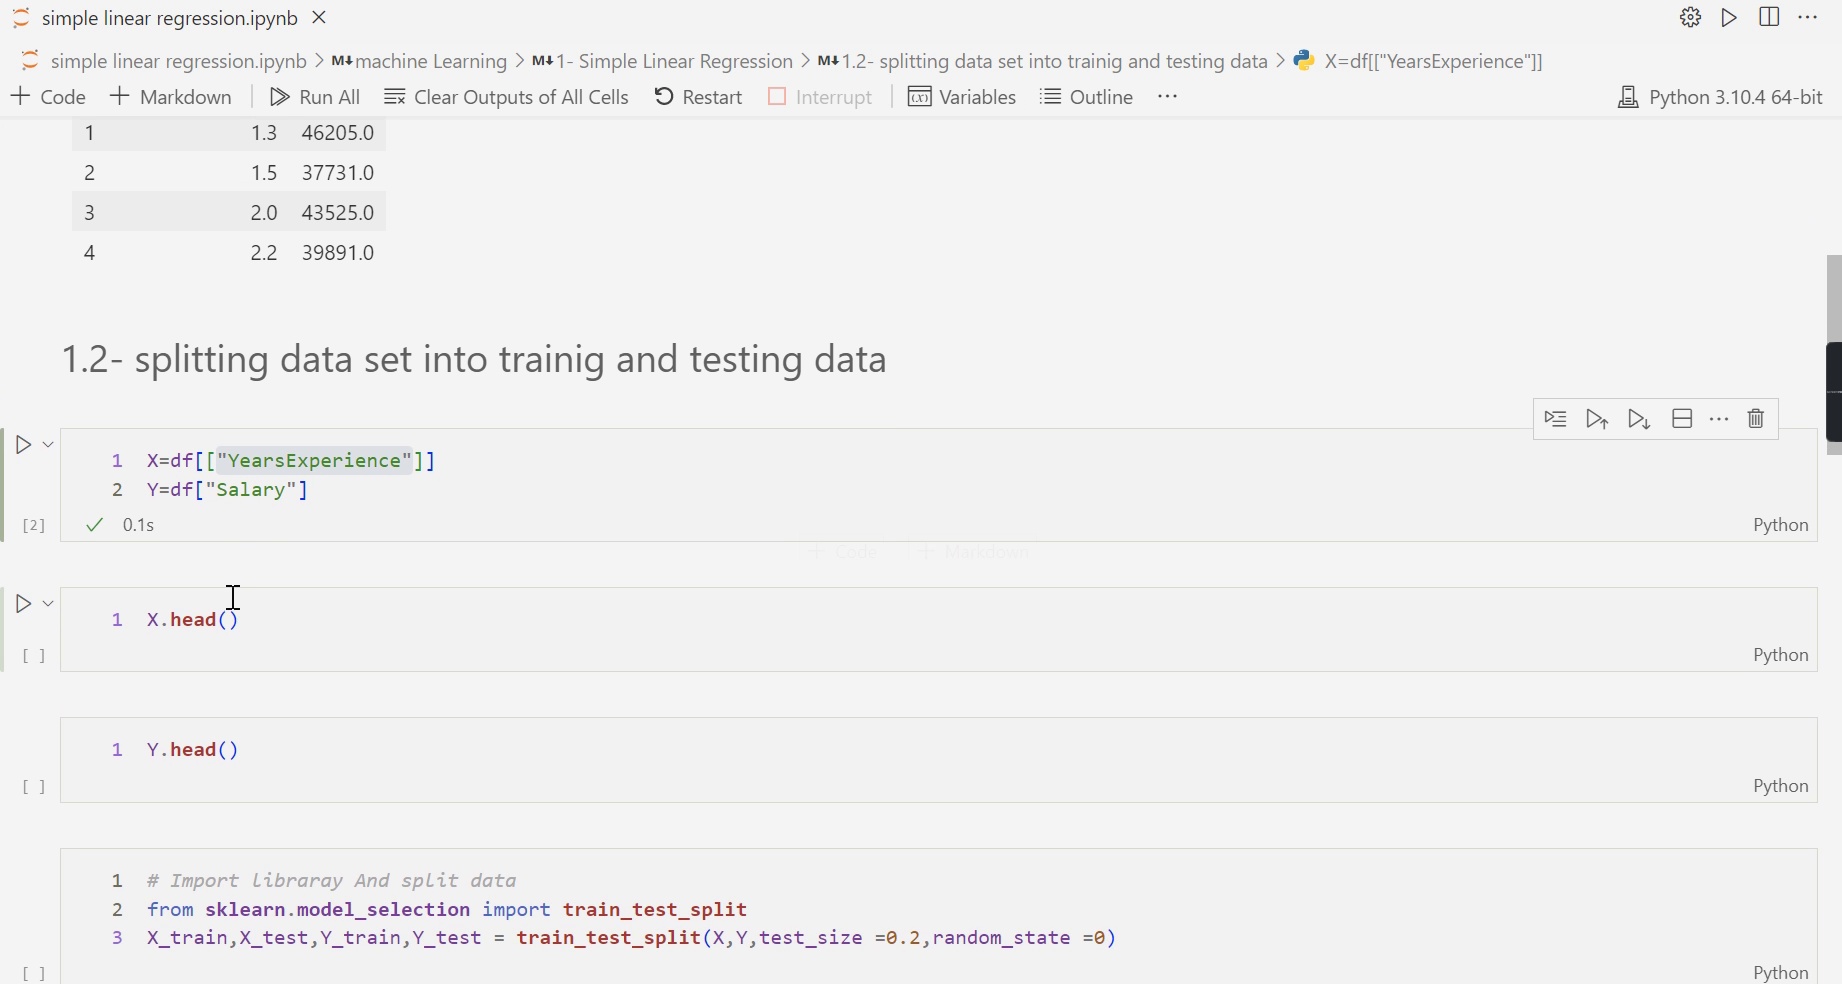 simple linear regression.ipynb
simple linear regression.ipynb > M↓ machine Learning > M↓ 1- Simple Linear Regression > M↓ 1.2- splitting data set into trainig and testing data > X=df[["YearsExperience"]]
+ Code + Markdown Run All Clear Outputs of All Cells Restart Interrupt Variables Outline ... Python 3.10.4 64-bit
1 1.3 46205.0
2 1.5 37731.0
3 2.0 43525.0
4 2.2 39891.0
1.2- splitting data set into trainig and testing data
1 X=df[["YearsExperience"]]
2 Y=df["Salary"]
[2] ✓ 0.1s Python
+ Code + Markdown
1 X.head()
[ ] Python
1 Y.head()
[ ] Python
1 # Import libraray And split data
2 from sklearn.model_selection import train_test_split
3 X_train,X_test,Y_train,Y_test = train_test_split(X,Y,test_size =0.2,random_state =0)
[ ] Python